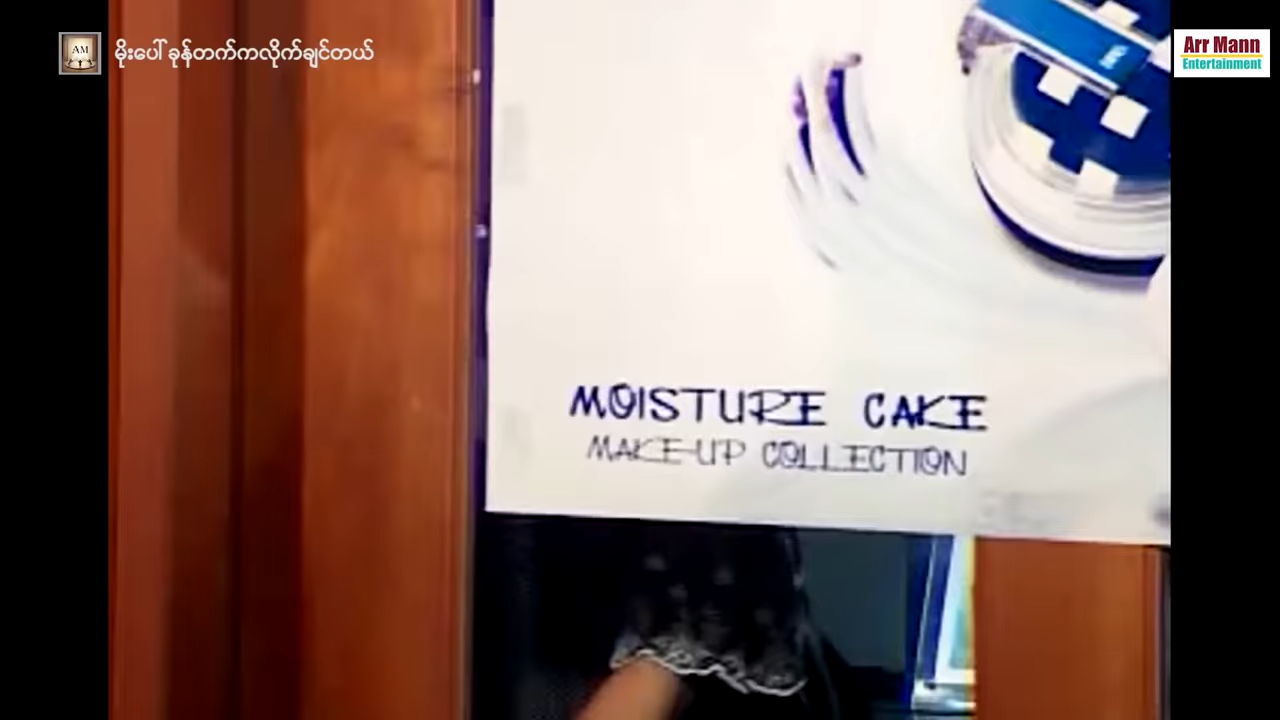 AM
မိုးပေါ်ခုန်တက်ကလိုက်ချင်တယ်
Arr Mann
Entertainment
MOISTURE CAKE
MAKE-UP COLLECTION